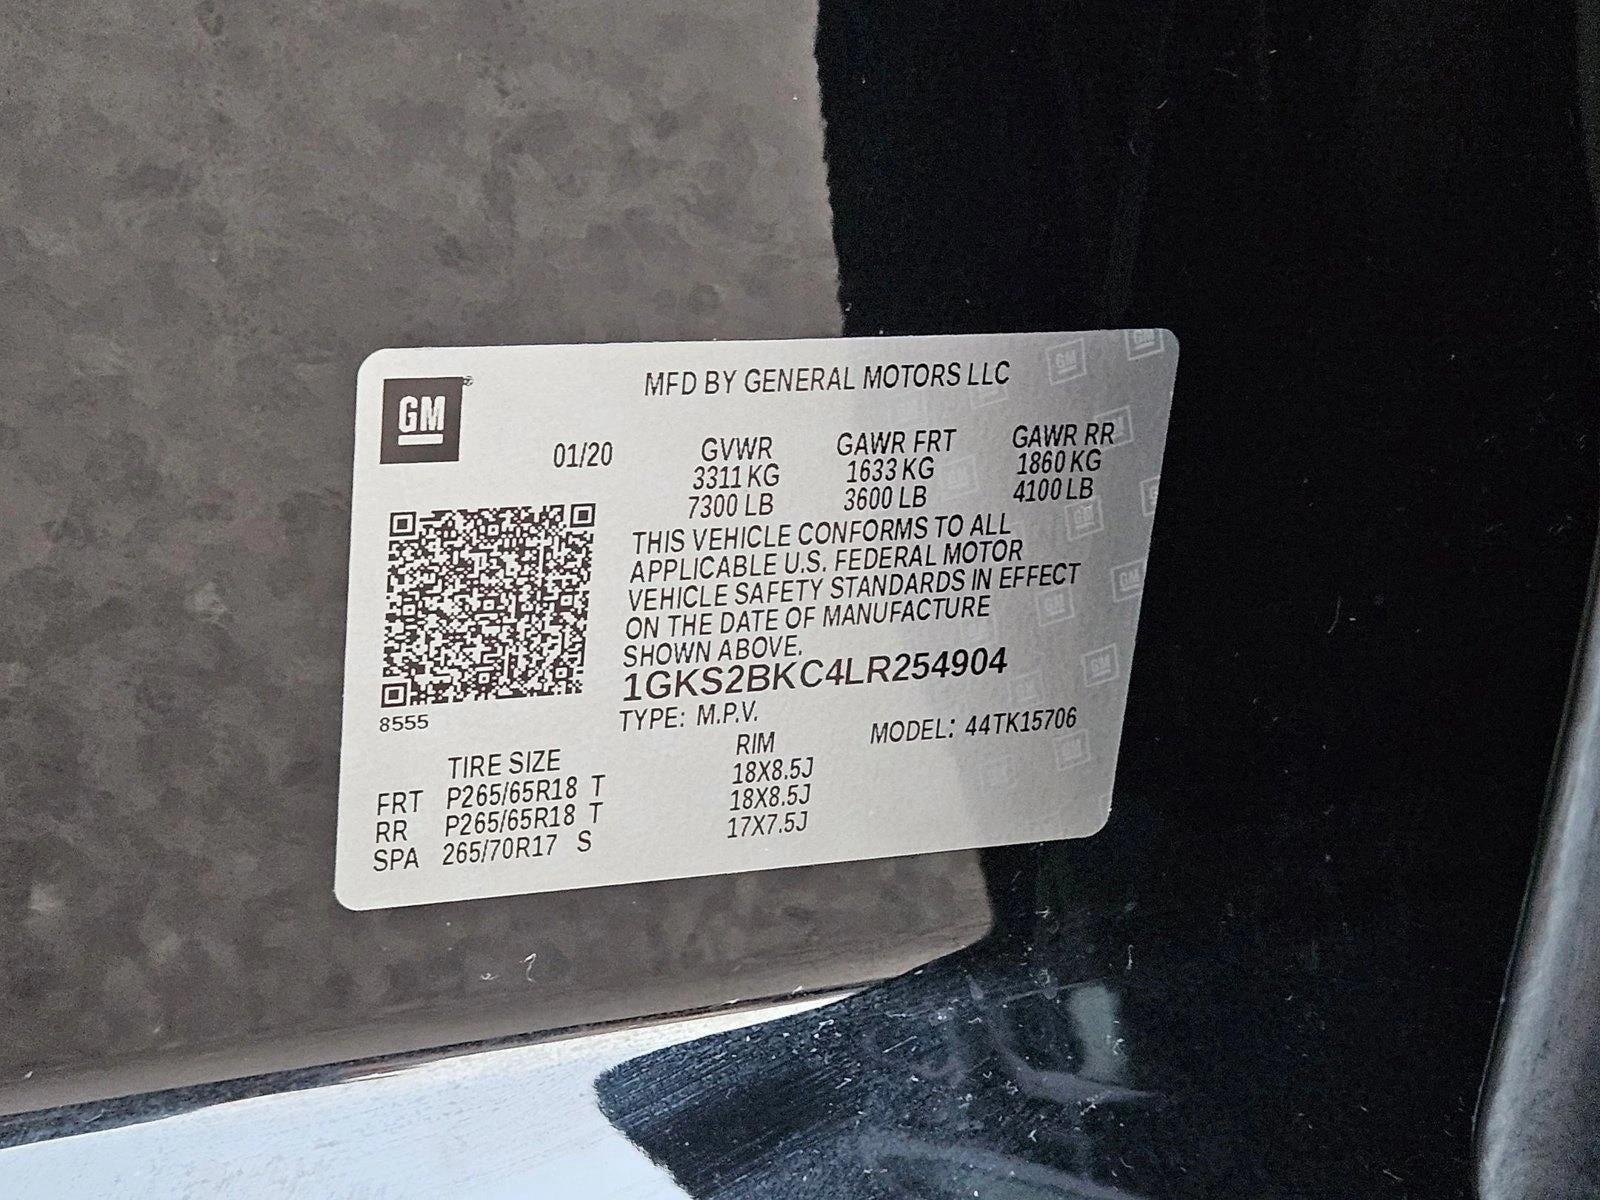 GM
MFD BY GENERAL MOTORS LLC
01/20
GVWR GAWR FRT GAWR RR
3311 KG 1633 KG 1860 KG
7300 LB 3600 LB 4100 LB
THIS VEHICLE CONFORMS TO ALL
APPLICABLE U.S. FEDERAL MOTOR
VEHICLE SAFETY STANDARDS IN EFFECT
ON THE DATE OF MANUFACTURE
SHOWN ABOVE.
1GKS2BKC4LR254904
8555
TYPE: M.P.V. MODEL: 44TK15706
TIRE SIZE RIM
FRT P265/65R18 T 18X8.5J
RR P265/65R18 T 18X8.5J
SPA 265/70R17 S 17X7.5J